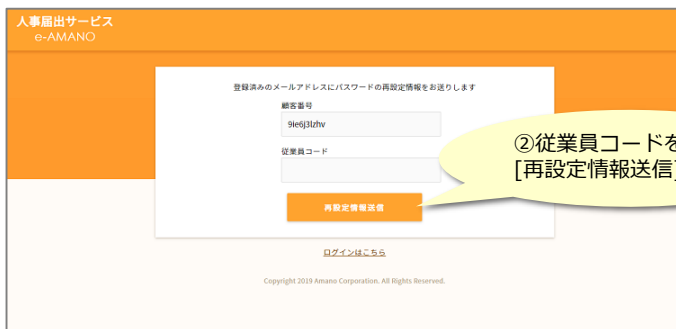 人事届出サービス
e-AMANO
登録済みのメールアドレスにパスワードの再設定情報をお送りします
顧客番号
9ie6j3lzhv
従業員コード
②従業員コードを
[再設定情報送信]
再設定情報送信
ログインはこちら
Copyright 2019 Amano Corporation. All Rights Reserved.